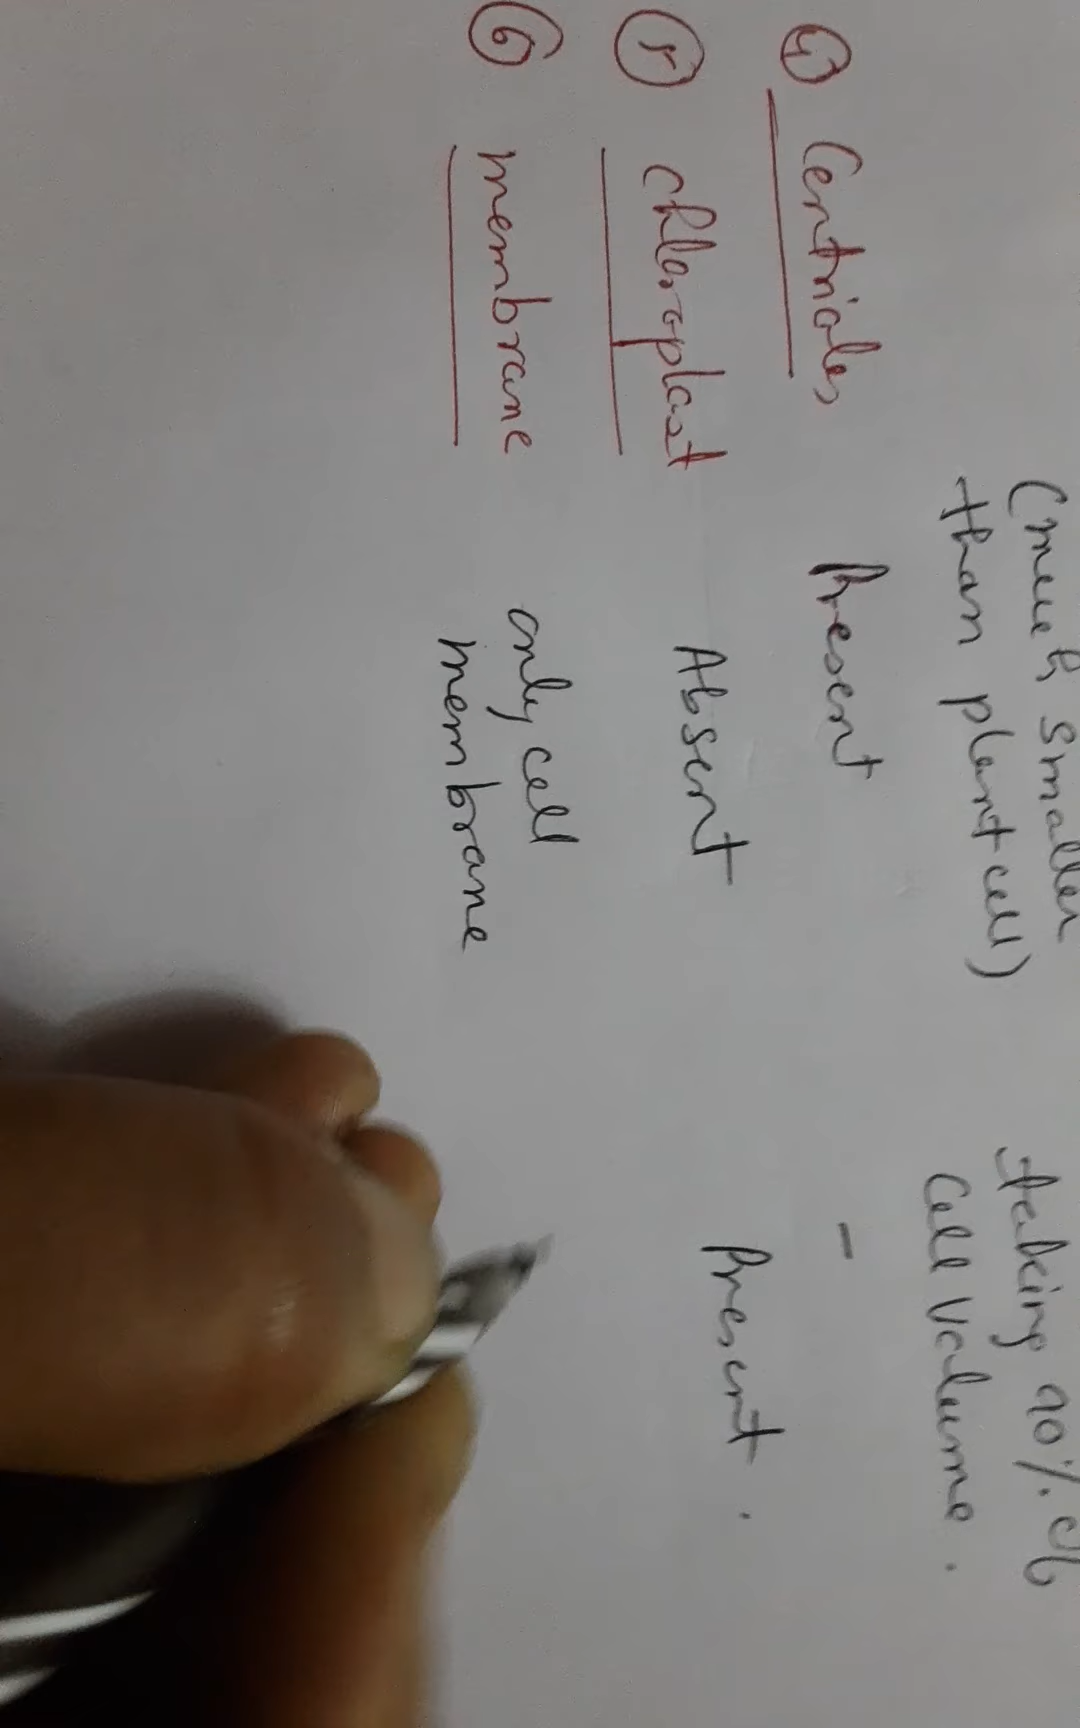 (much smaller
than plant cell)
taking 90% of
cell volume.
④ Centrioles
Present
-
⑤ chloroplast
Absent
Present.
⑥ membrane
only cell
membrane